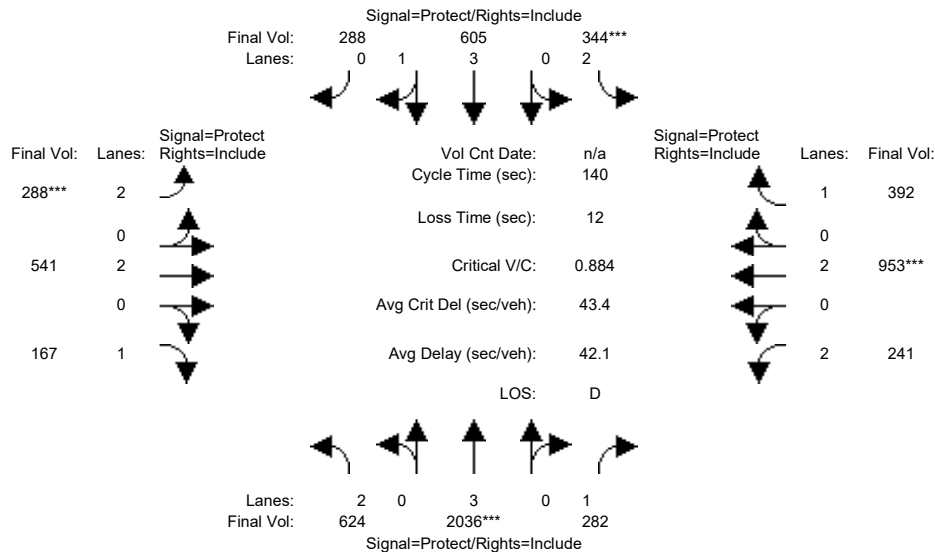 Signal=Protect/Rights=Include
Final Vol: 288 605 344***
Lanes: 0 1 3 0 2
Signal=Protect
Final Vol: Lanes: Rights=Include
Vol Cnt Date: n/a
Signal=Protect
Rights=Include Lanes: Final Vol:
Cycle Time (sec): 140
288*** 2
1 392
Loss Time (sec): 12
0
0
541 2
Critical V/C: 0.884
2 953***
0
Avg Crit Del (sec/veh): 43.4
0
167 1
Avg Delay (sec/veh): 42.1
2 241
LOS: D
Lanes: 2 0 3 0 1
Final Vol: 624 2036*** 282
Signal=Protect/Rights=Include